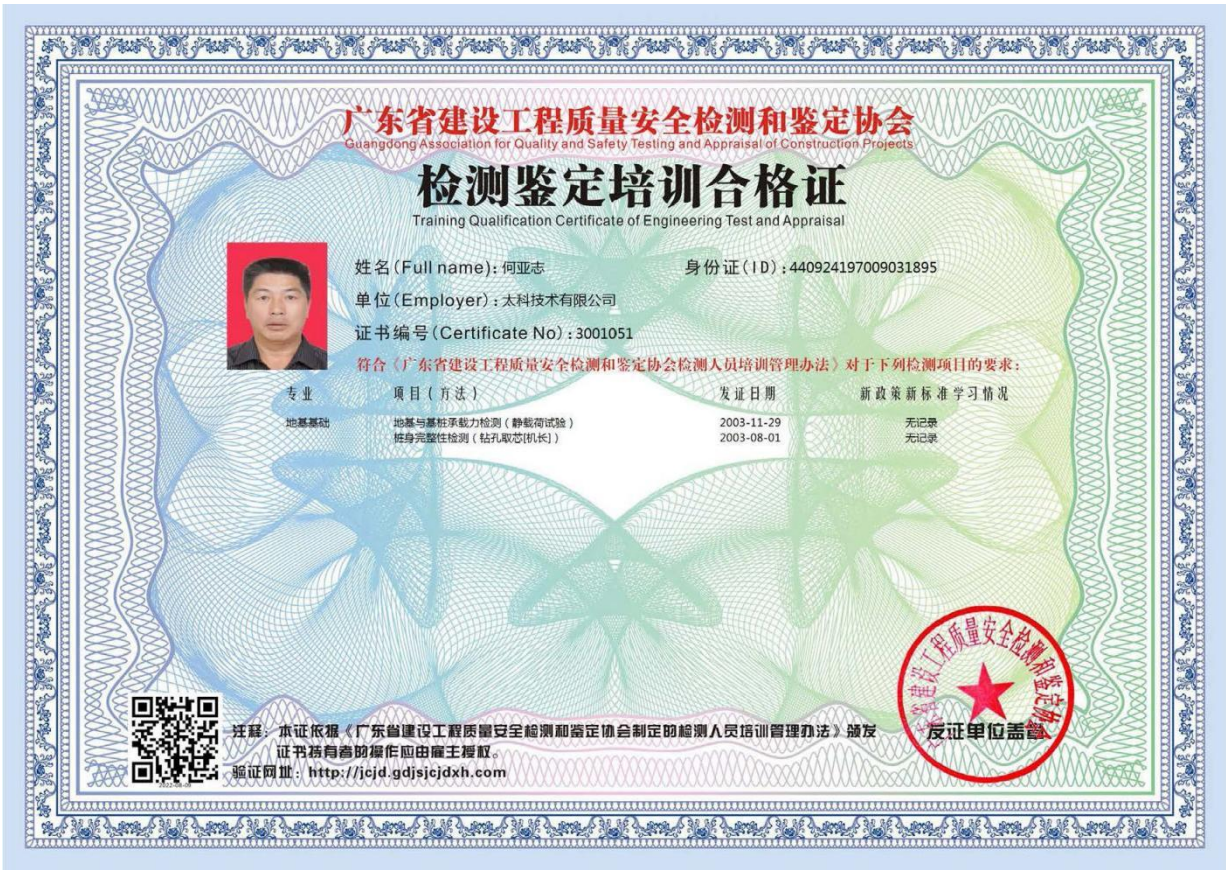 广东省建设工程质量安全检测和鉴定协会
Guangdong Association for Quality and Safety Testing and Appraisal of Construction Projects
检测鉴定培训合格证
Training Qualification Certificate of Engineering Test and Appraisal
姓名(Full name): 何亚志 身份证(ID): 440924197009031895
单位(Employer): 太科技术有限公司
证书编号(Certificate No): 3001051
符合《广东省建设工程质量安全检测和鉴定协会检测人员培训管理办法》对于下列检测项目的要求:
专业 项目(方法) 发证日期 新政策新标准学习情况
地基基础 地基与基桩承载力检测(静载荷试验) 2003-11-29 无记录
桩身完整性检测(钻孔取芯[机长]) 2003-08-01 无记录
注释: 本证依据《广东省建设工程质量安全检测和鉴定协会制定的检测人员培训管理办法》颁发
证书持有者的操作应由雇主授权。
验证网址: http://jcjd.gdjsjcjdxh.com
2022-08-09
广东省建设工程质量安全检测和鉴定协会
发证单位盖章